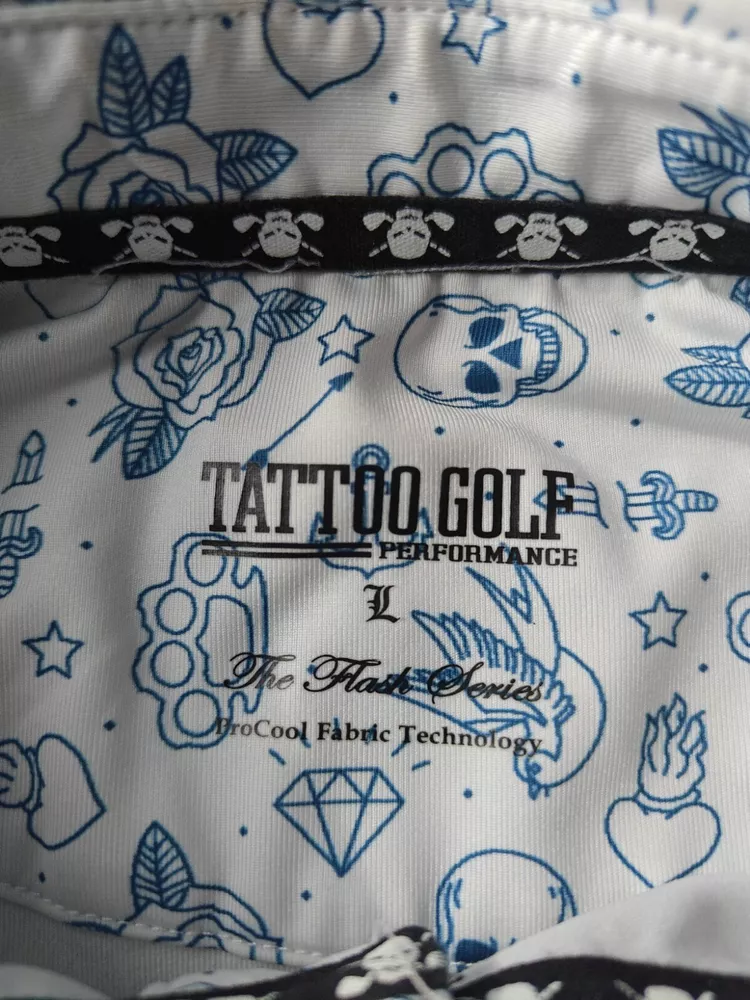 TATTOO GOLF
PERFORMANCE
L
The Flash Series
ProCool Fabric Technology